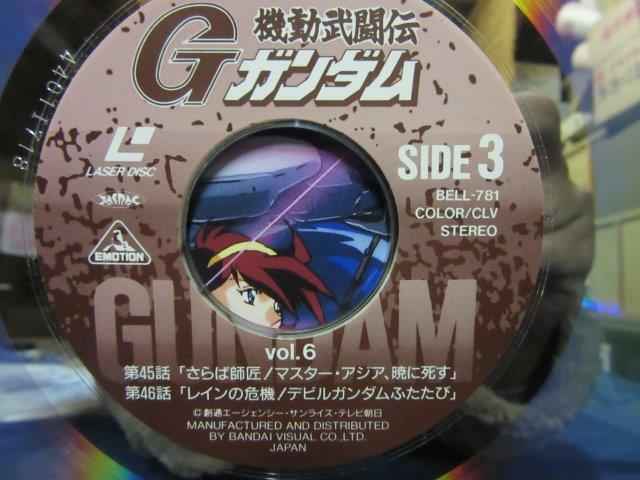 機動武闘伝
Gガンダム
LASER DISC
JASRAC
EMOTION
SIDE 3
BELL-781
COLOR/CLV
STEREO
GUNDAM
vol.6
第45話「さらば師匠!マスター・アジア、暁に死す」
第46話「レインの危機!デビルガンダムふたたび」
©創通エージェンシー・サンライズ・テレビ朝日
MANUFACTURED AND DISTRIBUTED
BY BANDAI VISUAL CO.,LTD.
JAPAN